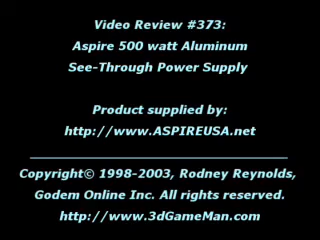 Video Review #373:
Aspire 500 watt Aluminum
See-Through Power Supply
Product supplied by:
http://www.ASPIREUSA.net
Copyright© 1998-2003, Rodney Reynolds,
Godem Online Inc. All rights reserved.
http://www.3dGameMan.com